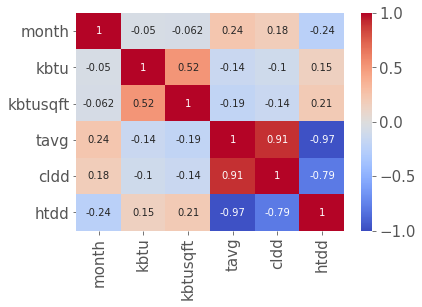 month 1 -0.05 -0.062 0.24 0.18 -0.24
kbtu -0.05 1 0.52 -0.14 -0.1 0.15
kbtusqft -0.062 0.52 1 -0.19 -0.14 0.21
tavg 0.24 -0.14 -0.19 1 0.91 -0.97
cldd 0.18 -0.1 -0.14 0.91 1 -0.79
htdd -0.24 0.15 0.21 -0.97 -0.79 1
month kbtu kbtusqft tavg cldd htdd
1.0
0.5
0.0
−0.5
−1.0